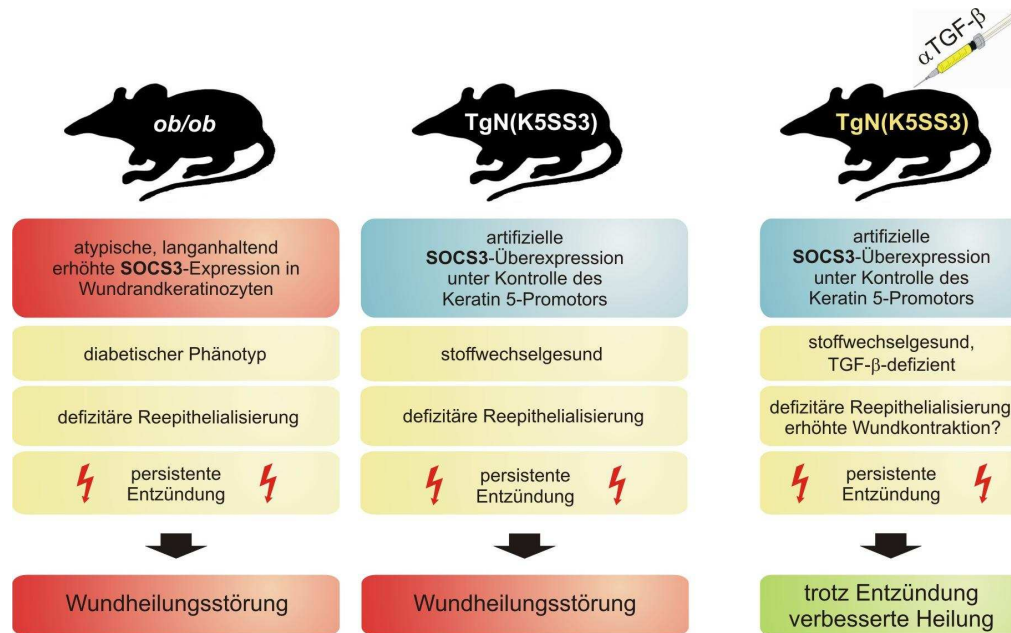 αTGF-β
ob/ob
TgN(K5SS3)
TgN(K5SS3)
atypische, langanhaltend
erhöhte SOCS3-Expression in
Wundrandkeratinozyten
diabetischer Phänotyp
defizitäre Reepithelialisierung
persistente
Entzündung
Wundheilungsstörung
artifizielle
SOCS3-Überexpression
unter Kontrolle des
Keratin 5-Promotors
stoffwechselgesund
defizitäre Reepithelialisierung
persistente
Entzündung
Wundheilungsstörung
artifizielle
SOCS3-Überexpression
unter Kontrolle des
Keratin 5-Promotors
stoffwechselgesund,
TGF-β-defizient
defizitäre Reepithelialisierung
erhöhte Wundkontraktion?
persistente
Entzündung
trotz Entzündung
verbesserte Heilung